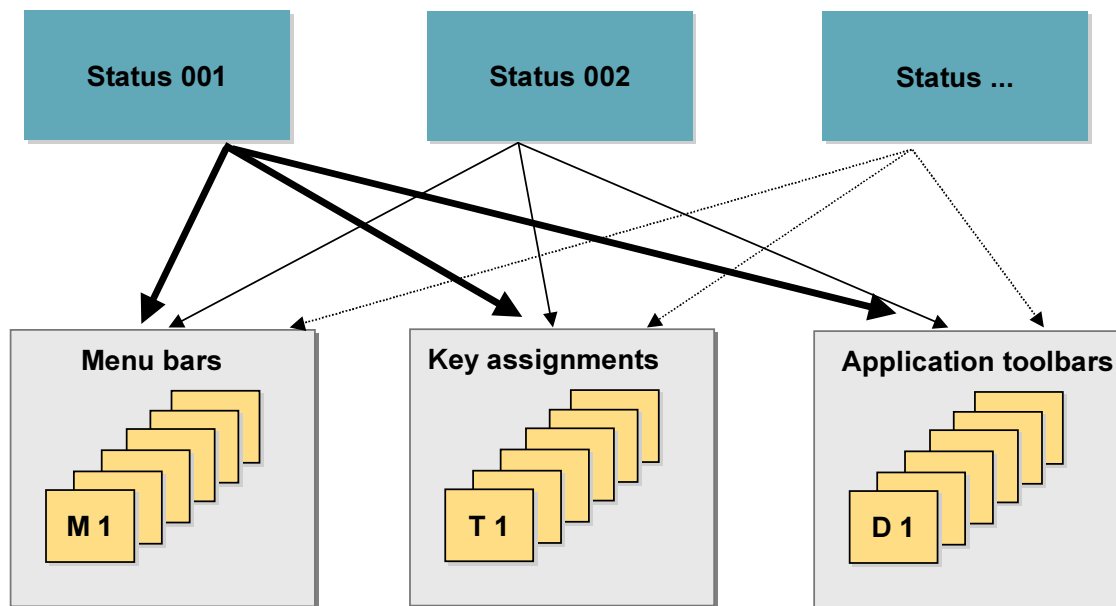 Status 001
Status 002
Status ...
Menu bars
Key assignments
Application toolbars
M 1
T 1
D 1